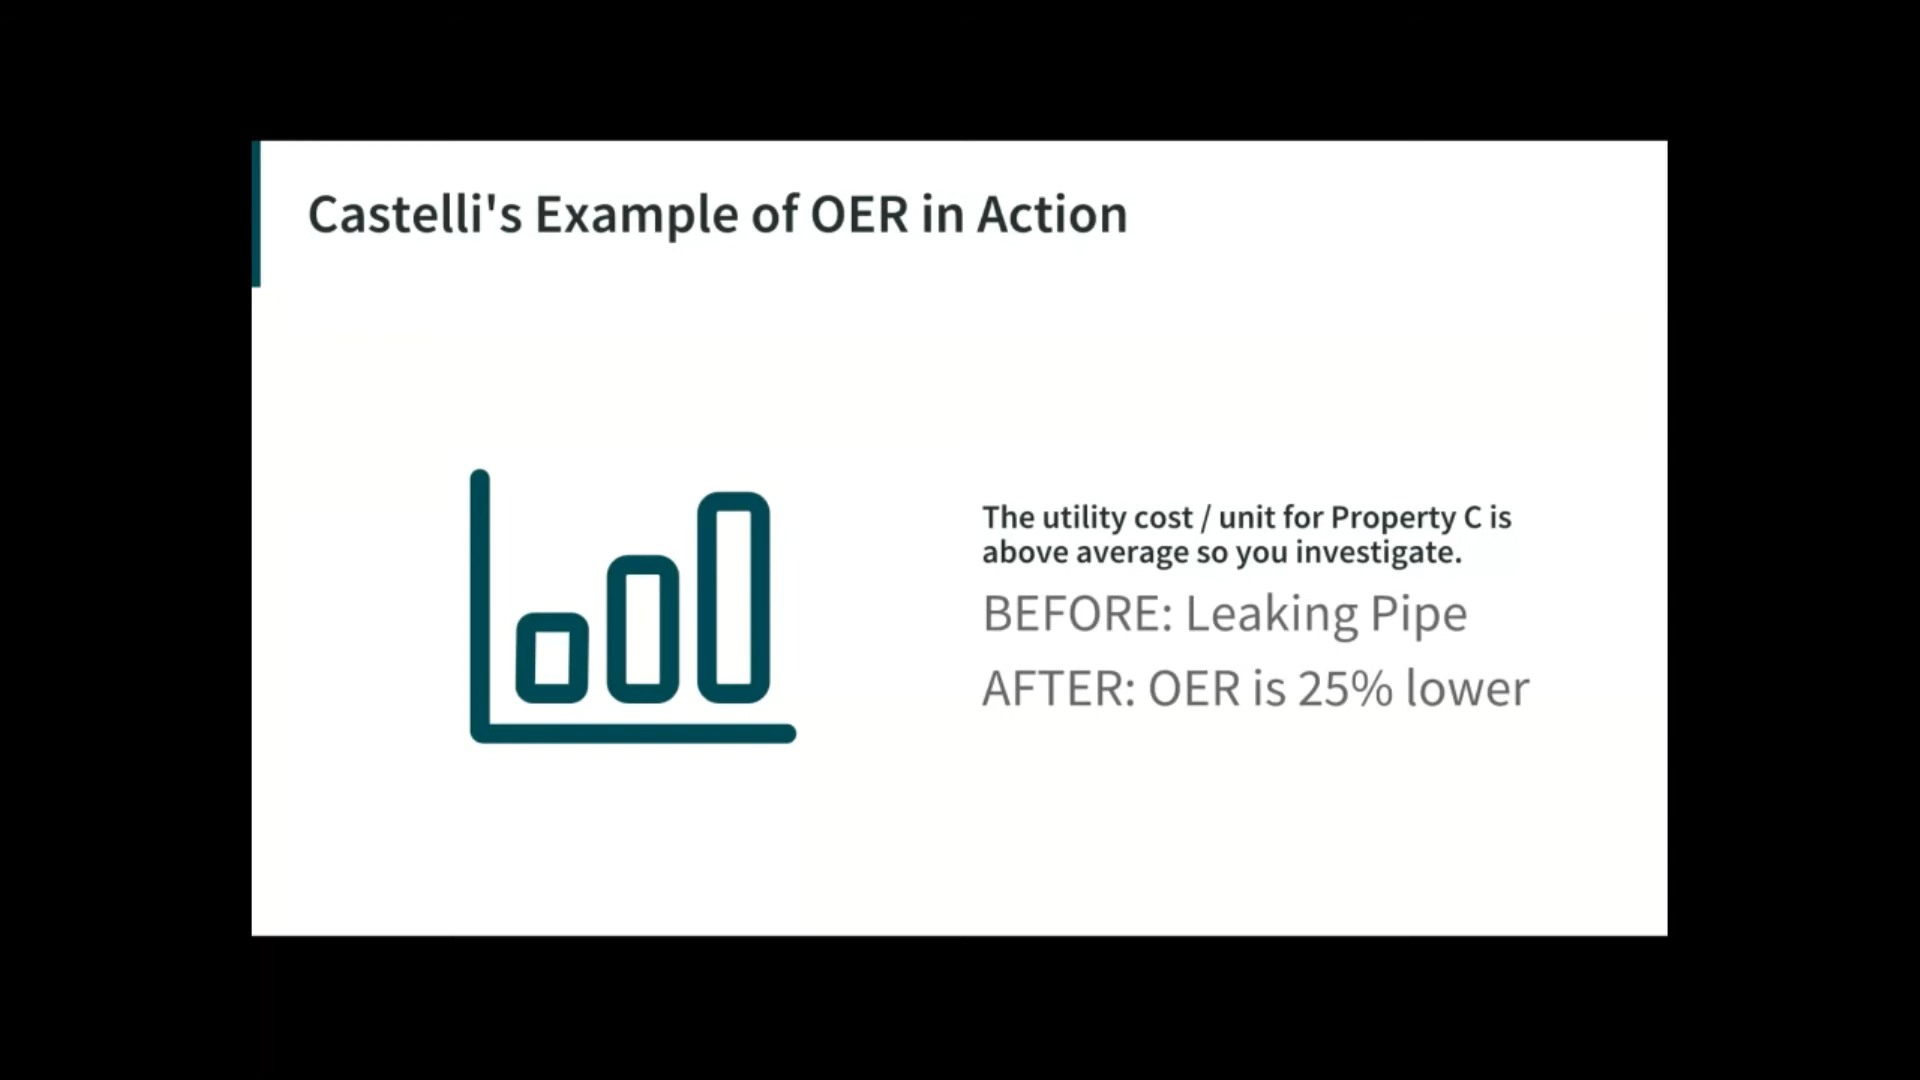 Castelli's Example of OER in Action
The utility cost / unit for Property C is
above average so you investigate.
BEFORE: Leaking Pipe
AFTER: OER is 25% lower